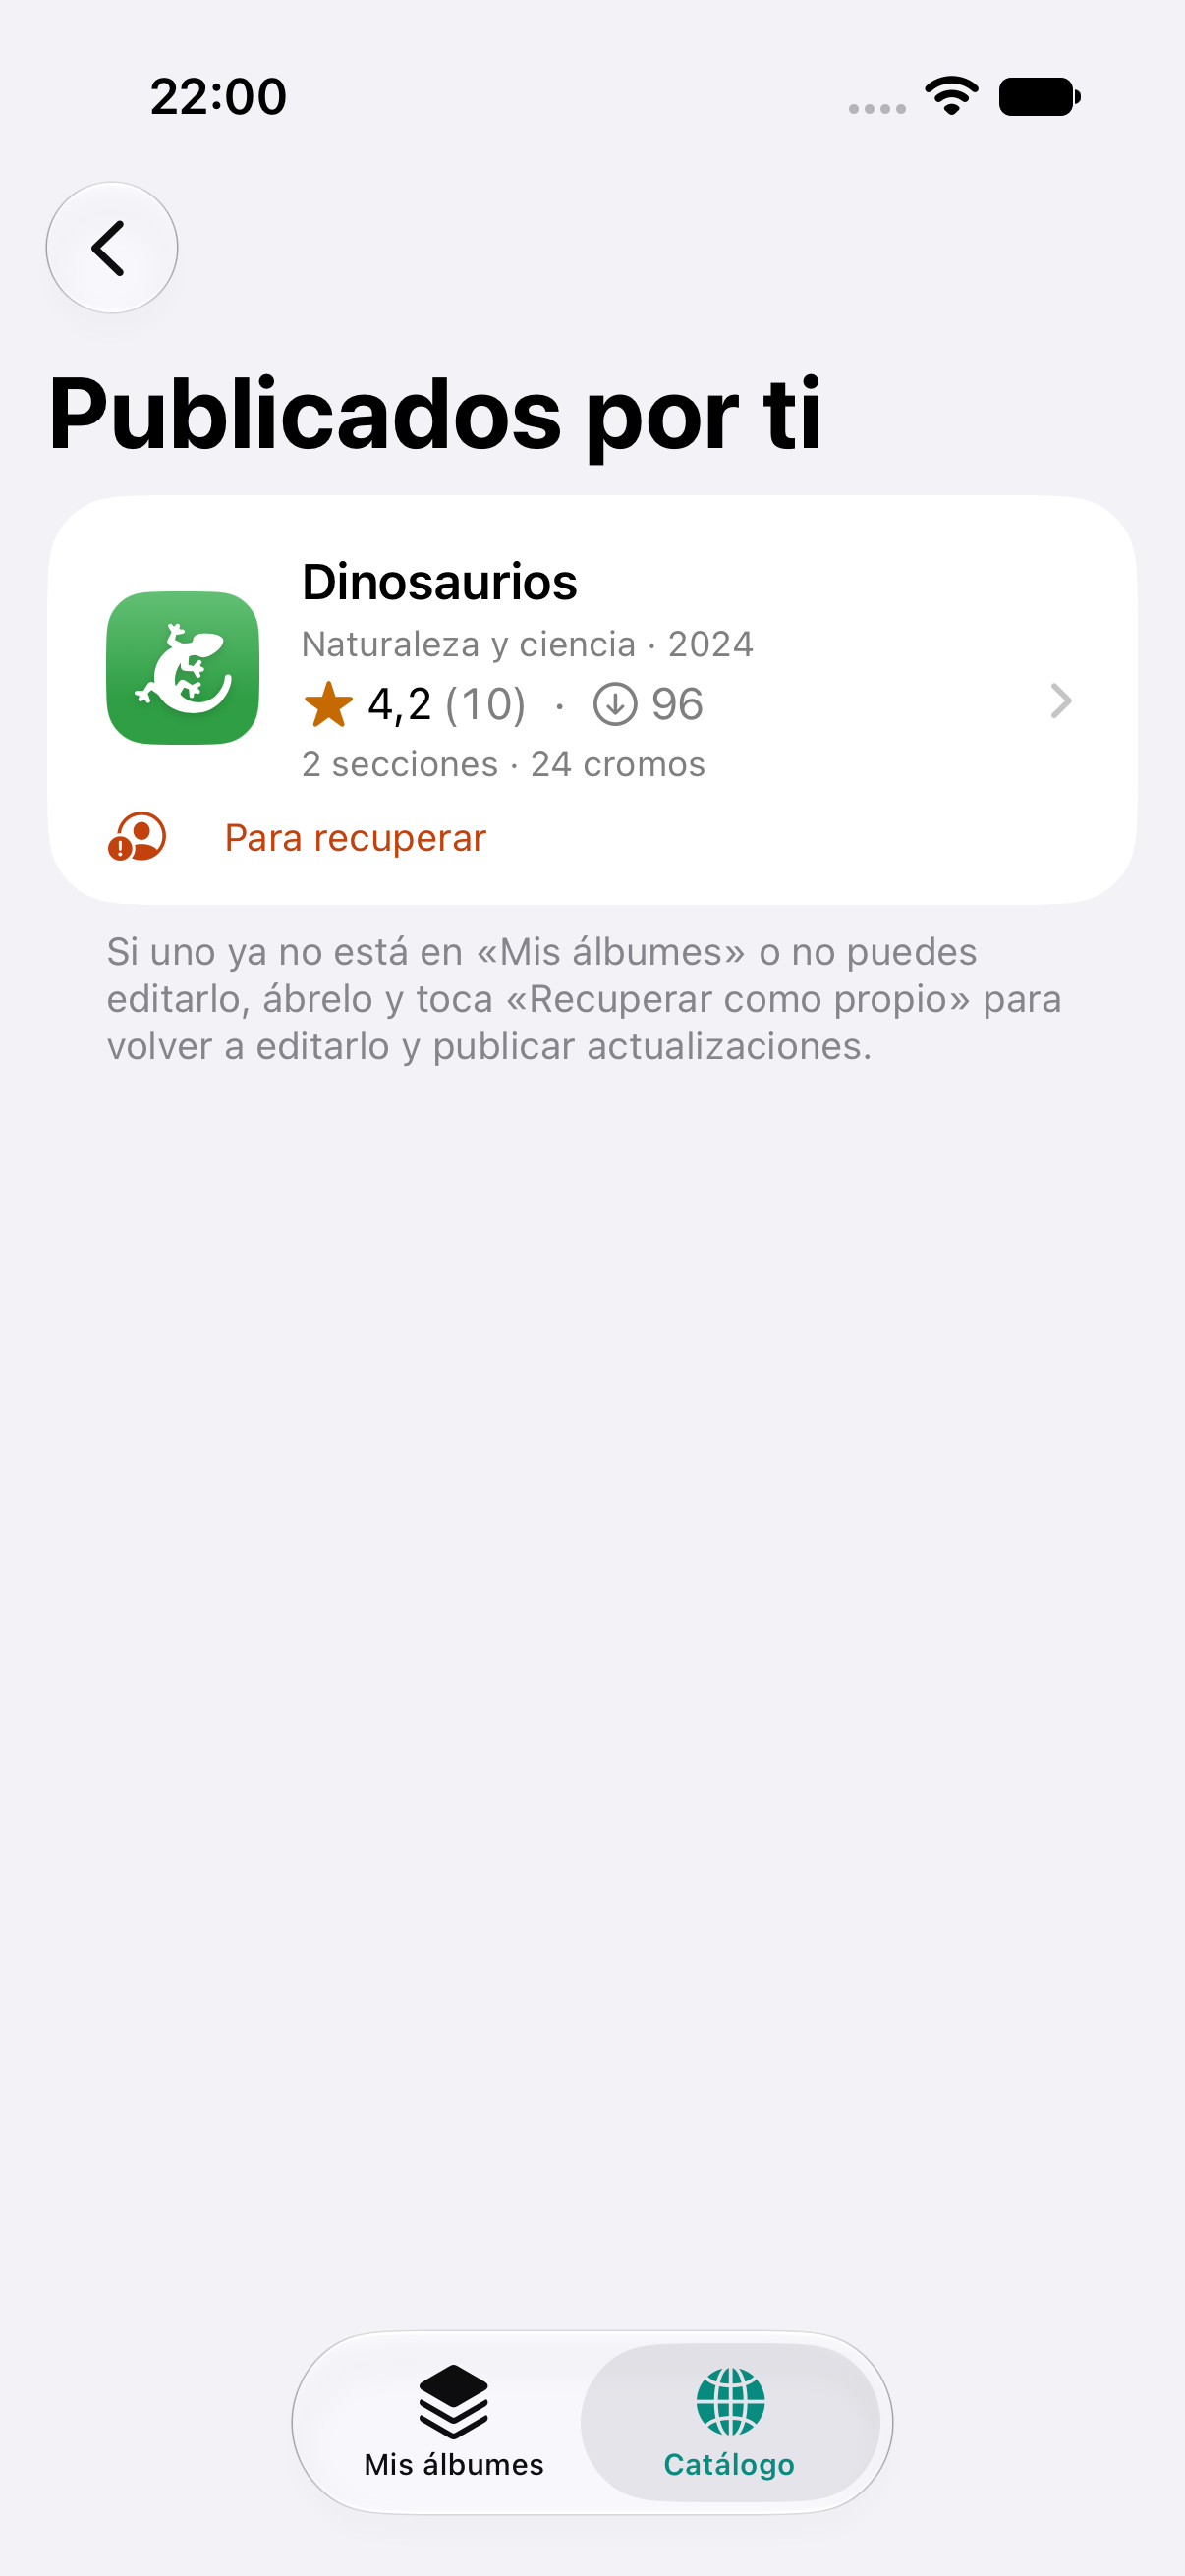 22:00
Publicados por ti
Dinosaurios
Naturaleza y ciencia · 2024
4,2 (10) · 96
2 secciones · 24 cromos
Para recuperar
Si uno ya no está en «Mis álbumes» o no puedes
editarlo, ábrelo y toca «Recuperar como propio» para
volver a editarlo y publicar actualizaciones.
Mis álbumes
Catálogo